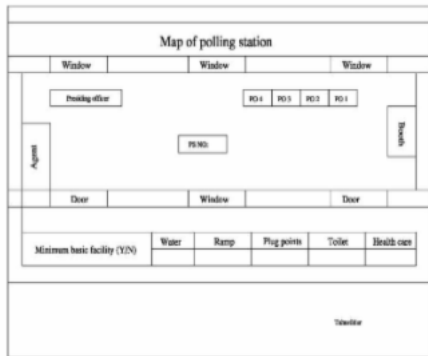 Map of polling station
Window Window Window
Presiding officer PO 4 PO 3 PO 2 PO 1
Booth
Agent
PS NO:
Door Window Door
Minimum basic facility (Y/N) Water Ramp Plug points Toilet Health care
Tahsildar